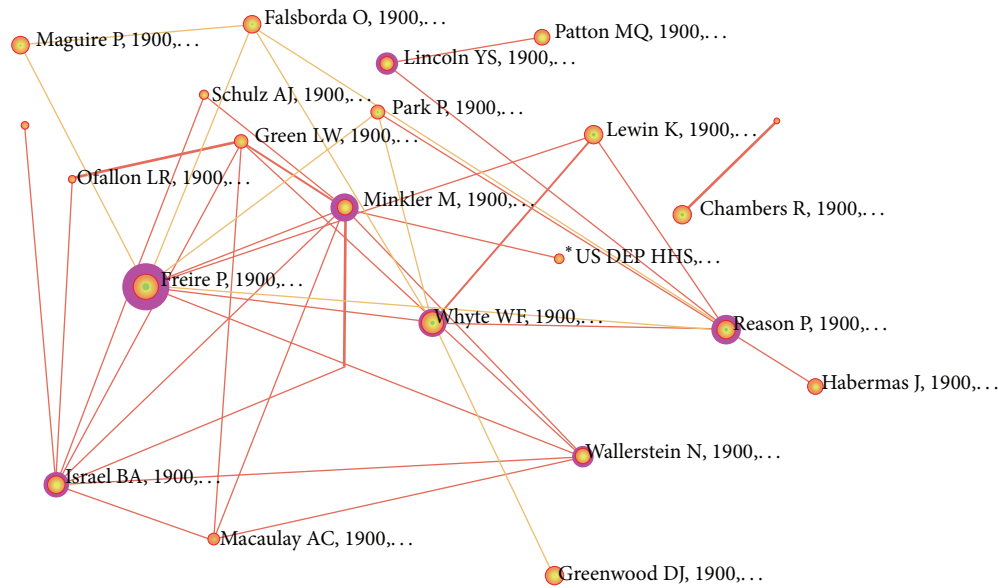 Falsborda O, 1900,...
Maguire P, 1900,...
Patton MQ, 1900,...
Lincoln YS, 1900,...
Schulz AJ, 1900,...
Park P, 1900,...
Green LW, 1900,...
Lewin K, 1900,...
Ofallon LR, 1900,...
Minkler M, 1900,...
Chambers R, 1900,...
*US DEP HHS,...
Freire P, 1900,...
Whyte WF, 1900,...
Reason P, 1900,...
Habermas J, 1900,...
Wallerstein N, 1900,...
Israel BA, 1900,...
Macaulay AC, 1900,...
Greenwood DJ, 1900,...